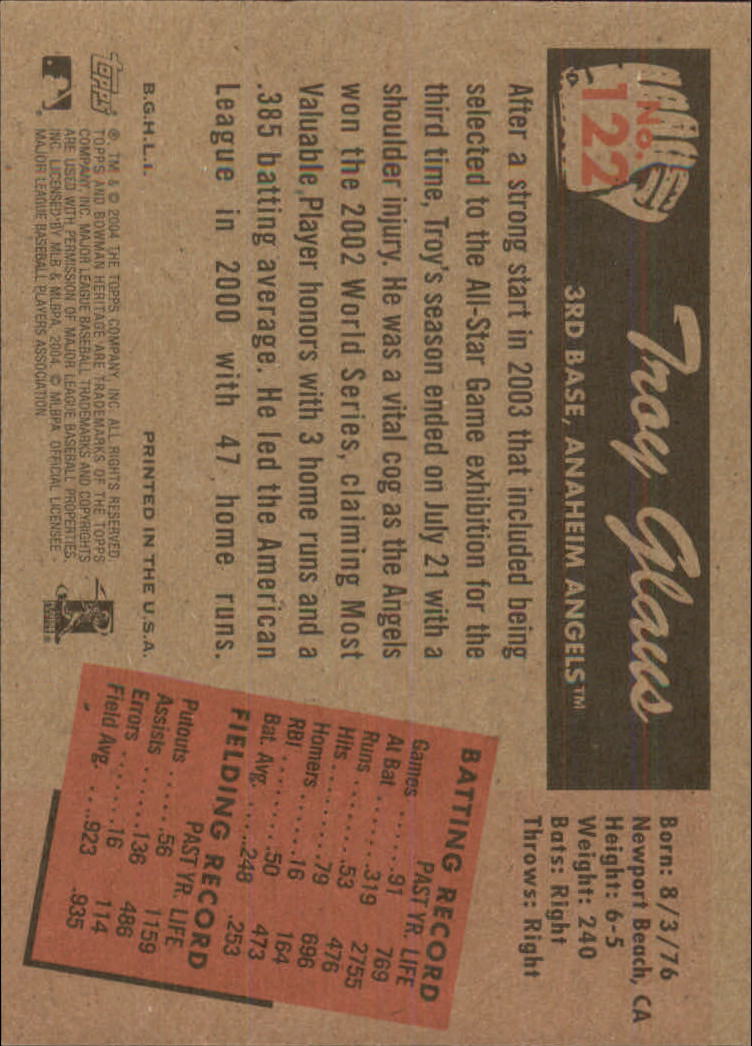 No.
122
Troy Glaus
3RD BASE, ANAHEIM ANGELS™
Born: 8/3/76
Newport Beach, CA
Height: 6-5
Weight: 240
Bats: Right
Throws: Right
After a strong start in 2003 that included being
selected to the All-Star Game exhibition for the
third time, Troy's season ended on July 21 with a
shoulder injury. He was a vital cog as the Angels
won the 2002 World Series, claiming Most
Valuable Player honors with 3 home runs and a
.385 batting average. He led the American
League in 2000 with 47 home runs.
BATTING RECORD
PAST YR. LIFE
Games ......91 769
At Bat ......319 2755
Runs .........53 476
Hits .........79 696
Homers ......16 164
RBI ..........50 473
Bat. Avg. .....248 .253
FIELDING RECORD
PAST YR. LIFE
Putouts ......56 1159
Assists ......136 486
Errors ........16 114
Field Avg. ....923 .935
B.G.H.L.I. PRINTED IN THE U.S.A.
topps ®, TM & © 2004 THE TOPPS COMPANY, INC. ALL RIGHTS RESERVED.
TOPPS AND BOWMAN HERITAGE ARE TRADEMARKS OF THE TOPPS
COMPANY, INC. MAJOR LEAGUE BASEBALL TRADEMARKS AND COPYRIGHTS
ARE USED WITH PERMISSION OF MAJOR LEAGUE BASEBALL PROPERTIES,
INC. LICENSED BY MLB & MLBPA, 2004. © MLBPA OFFICIAL LICENSEE -
MAJOR LEAGUE BASEBALL PLAYERS ASSOCIATION